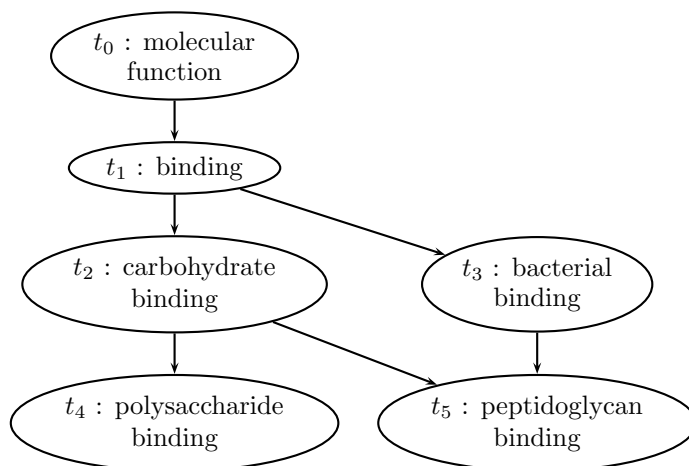 t₀ : molecular
function
t₁ : binding
t₂ : carbohydrate
binding
t₃ : bacterial
binding
t₄ : polysaccharide
binding
t₅ : peptidoglycan
binding